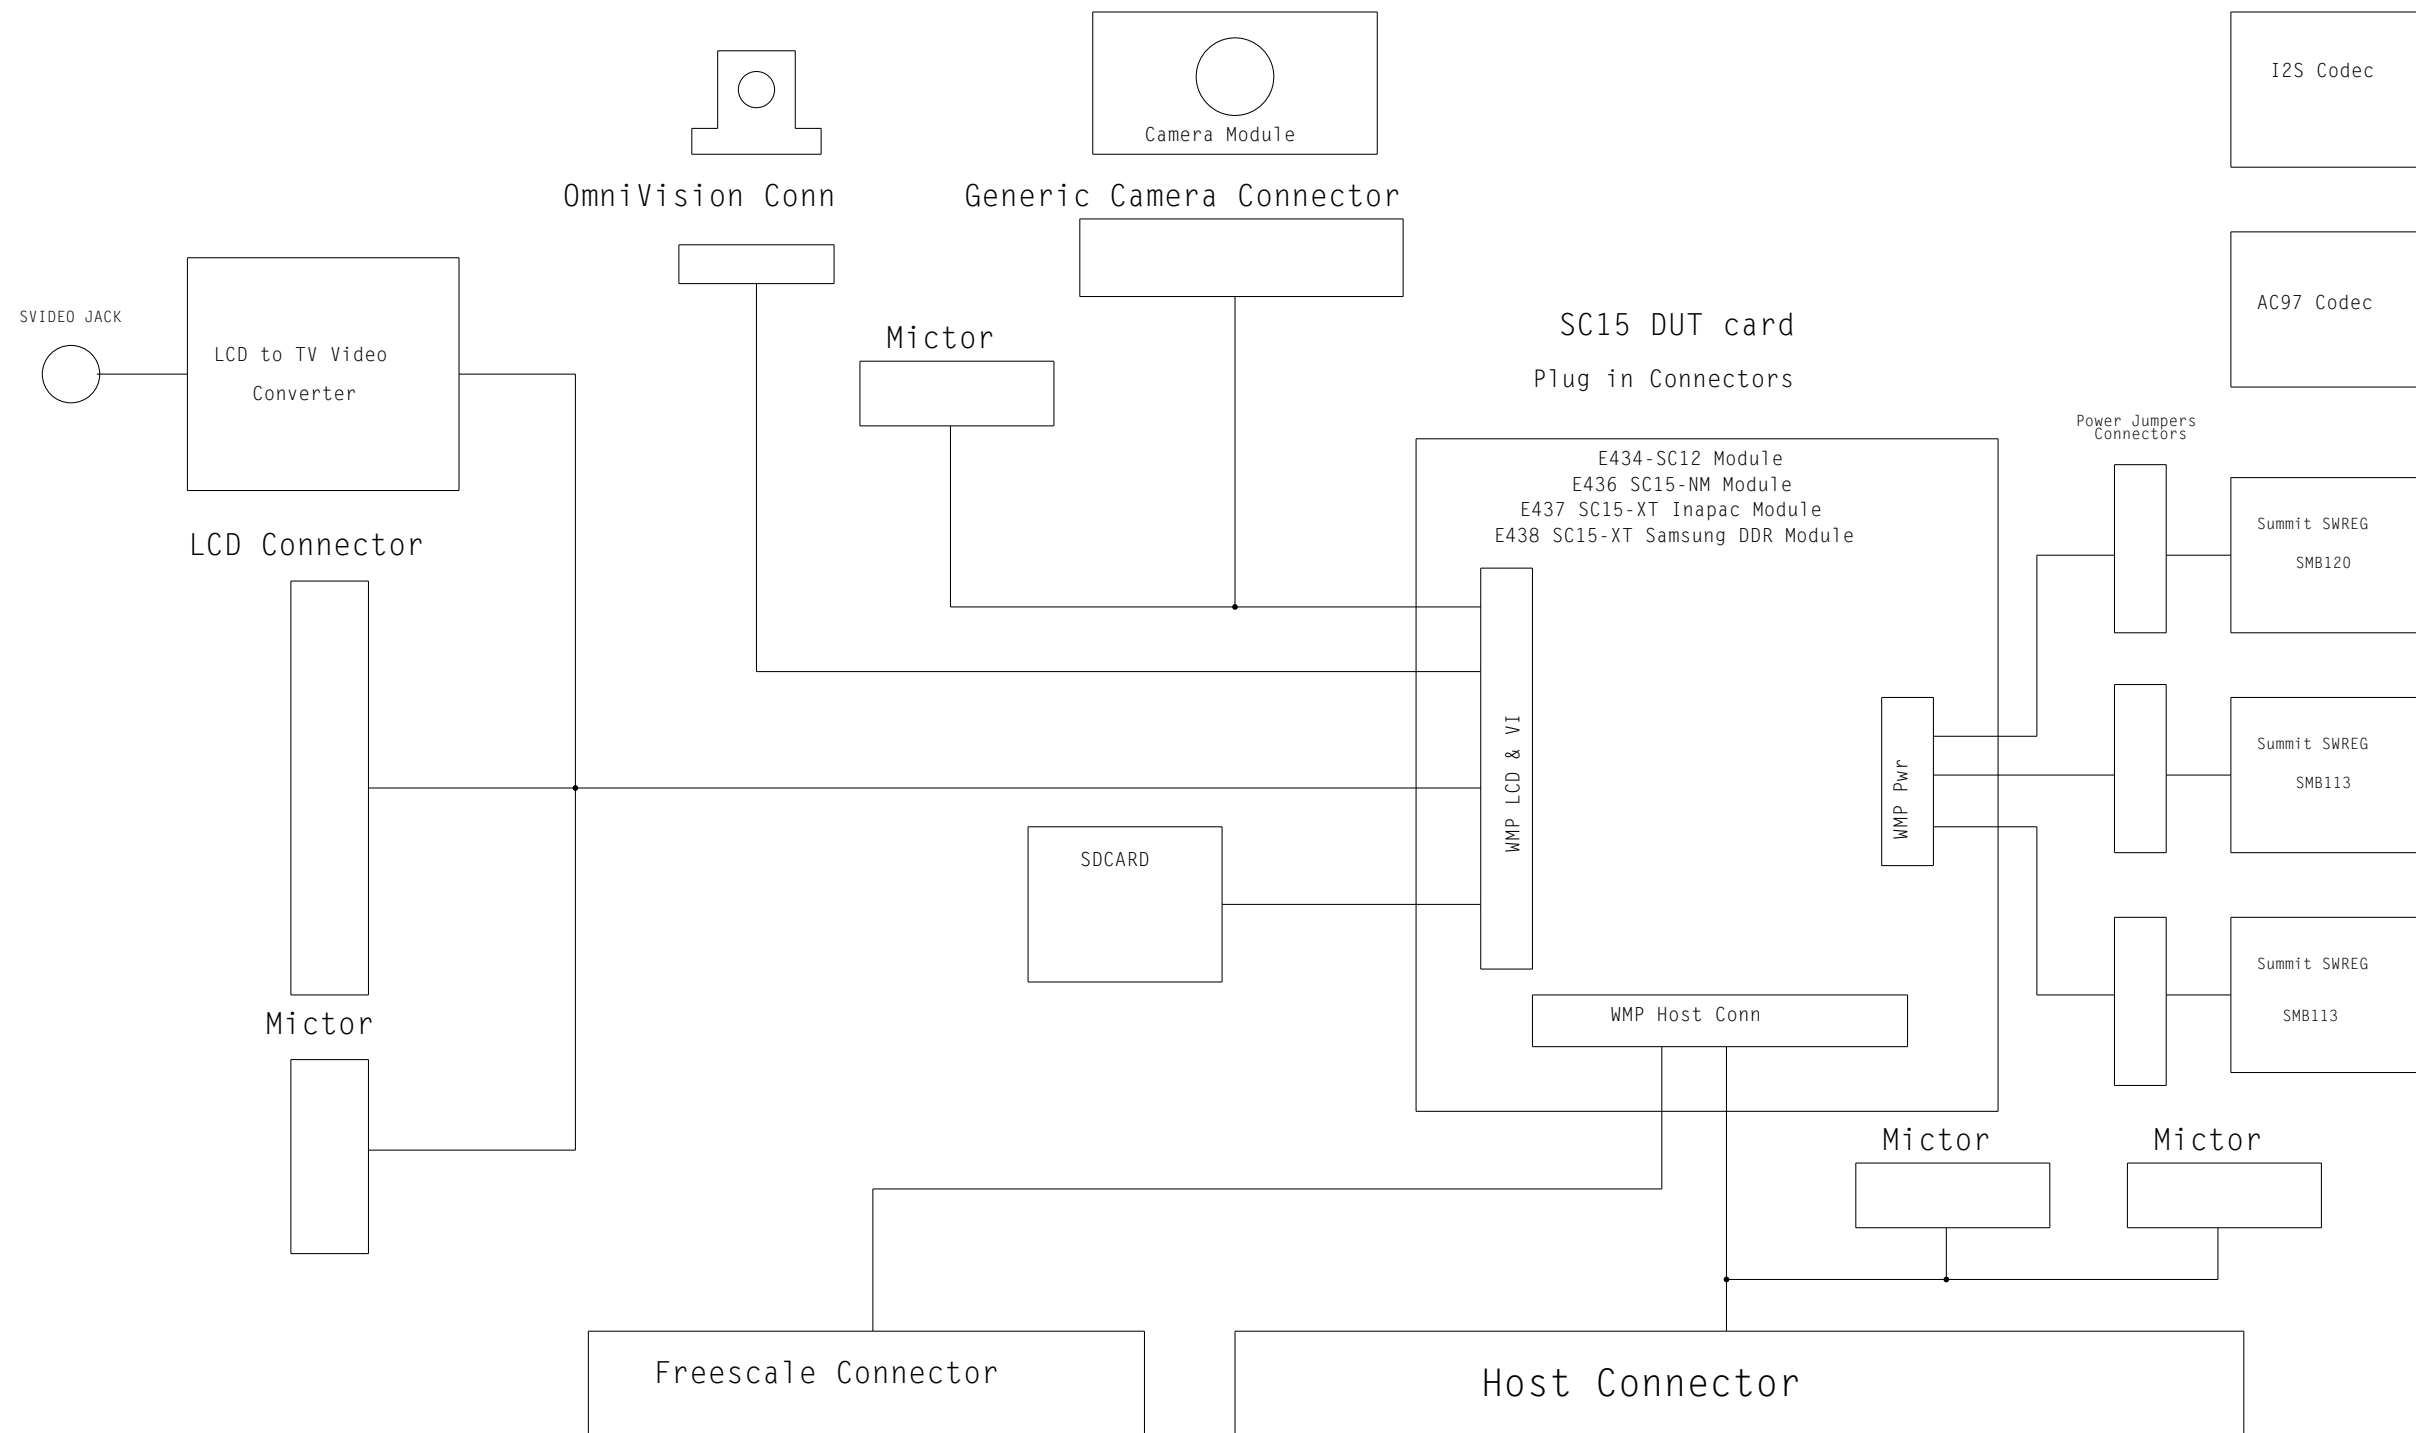 I2S Codec
Camera Module
OmniVision Conn
Generic Camera Connector
AC97 Codec
SVIDEO JACK
LCD to TV Video
Converter
Mictor
SC15 DUT card
Plug in Connectors
Power Jumpers
Connectors
E434-SC12 Module
E436 SC15-NM Module
E437 SC15-XT Inapac Module
E438 SC15-XT Samsung DDR Module
LCD Connector
Summit SWREG
SMB120
WMP LCD & VI
WMP Pwr
Summit SWREG
SMB113
SDCARD
Summit SWREG
SMB113
WMP Host Conn
Mictor
Mictor
Mictor
Freescale Connector
Host Connector